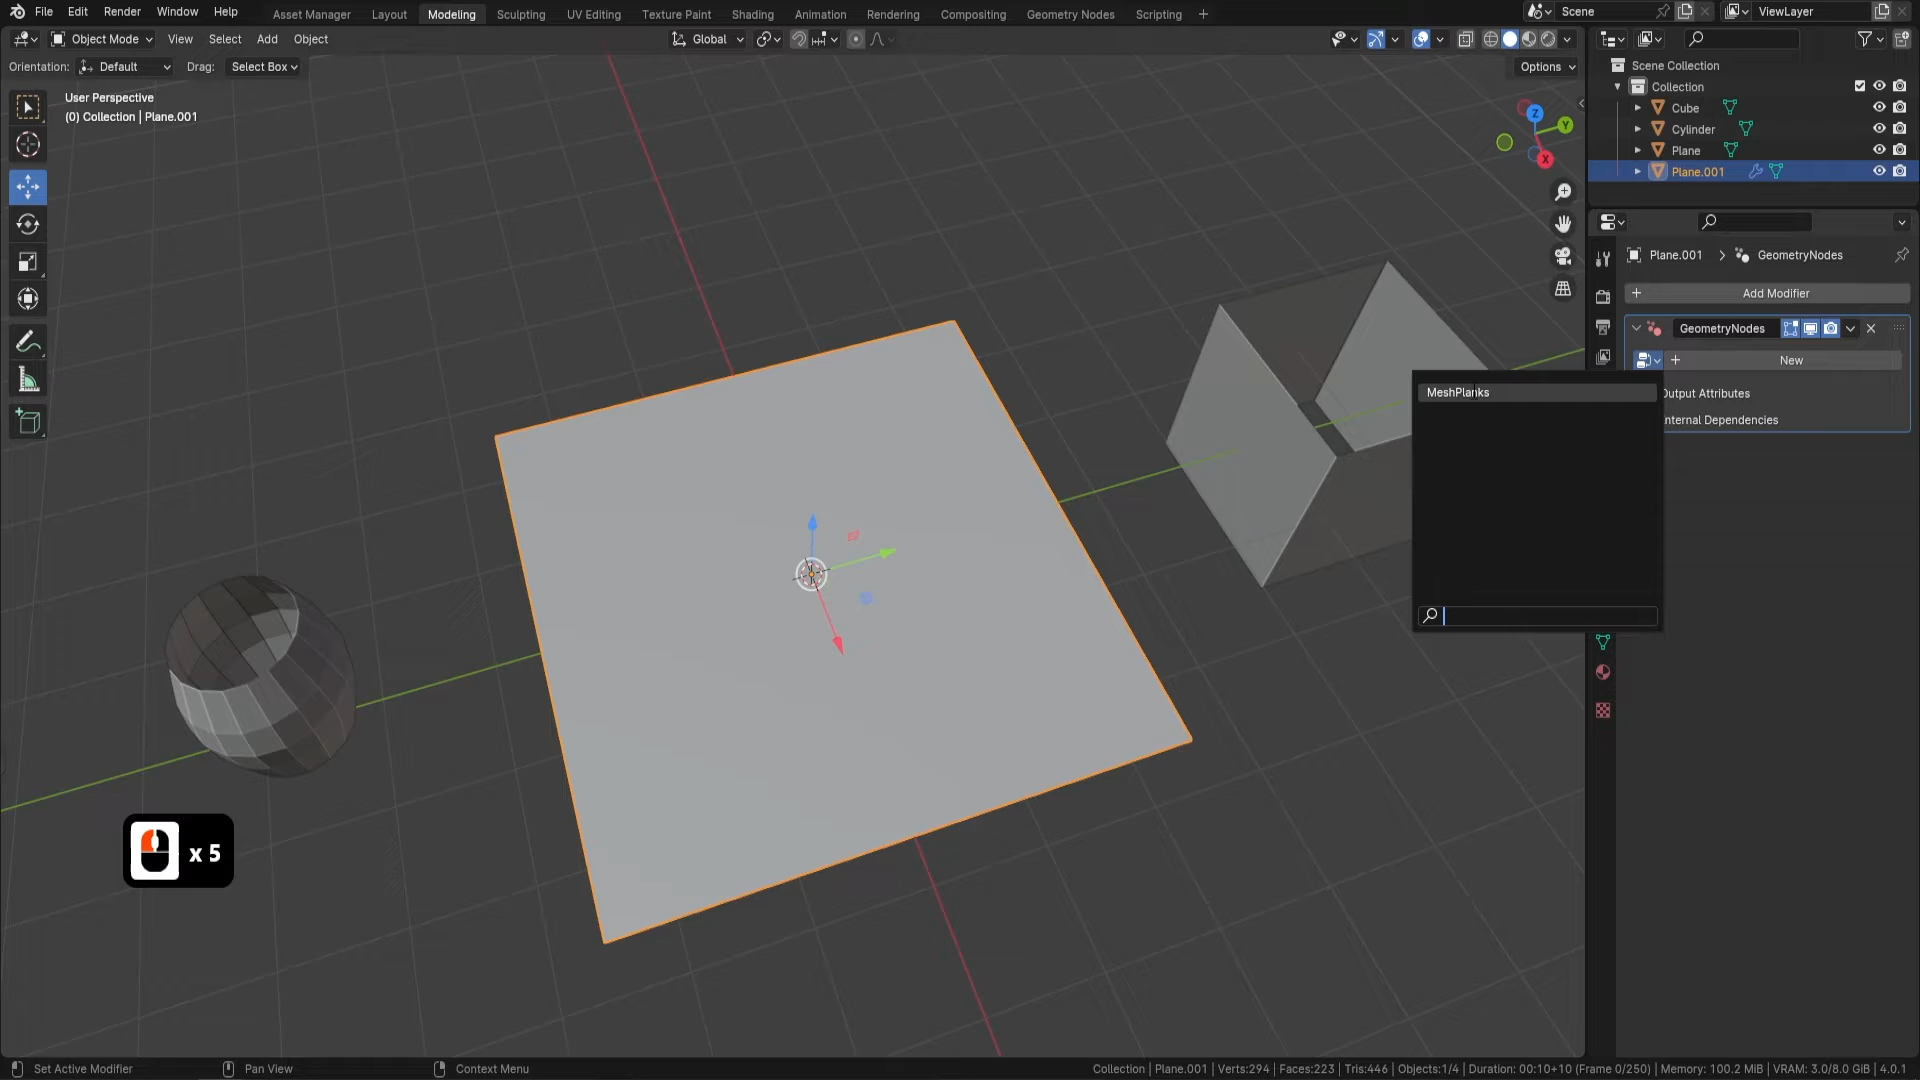 File Edit Render Window Help
Asset Manager Layout Modeling Sculpting UV Editing Texture Paint Shading Animation Rendering Compositing Geometry Nodes Scripting +
Scene
ViewLayer
Object Mode View Select Add Object
Global
Orientation: Default Drag: Select Box
Options
User Perspective
(0) Collection | Plane.001
Z
Y
X
Scene Collection
Collection
Cube
Cylinder
Plane
Plane.001
Plane.001 > GeometryNodes
+ Add Modifier
GeometryNodes
+ New
MeshPlanks
Output Attributes
Internal Dependencies
x 5
Set Active Modifier Pan View Context Menu
Collection | Plane.001 | Verts:294 | Faces:223 | Tris:446 | Objects:1/4 | Duration: 00:10+10 (Frame 0/250) | Memory: 100.2 MiB | VRAM: 3.0/8.0 GiB | 4.0.1